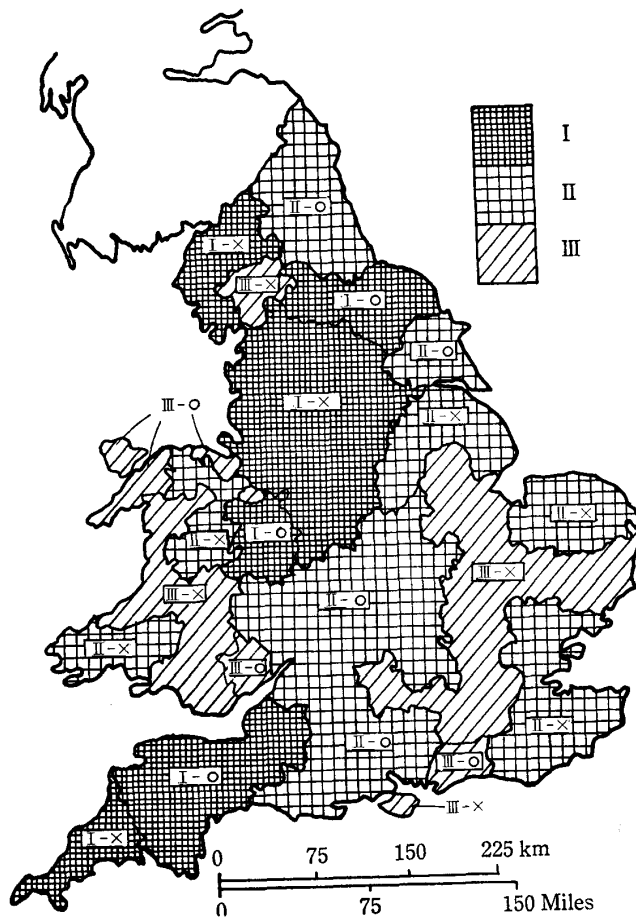 I
II
III
II-○
I-×
III-×
I-○
II-○
III-○
I-×
II-×
II-×
II-×
I-○
III-×
III-×
II-○
II-×
III-○
II-×
II-○
III-○
I-○
III-×
I-×
0 75 150 225 km
0 75 150 Miles